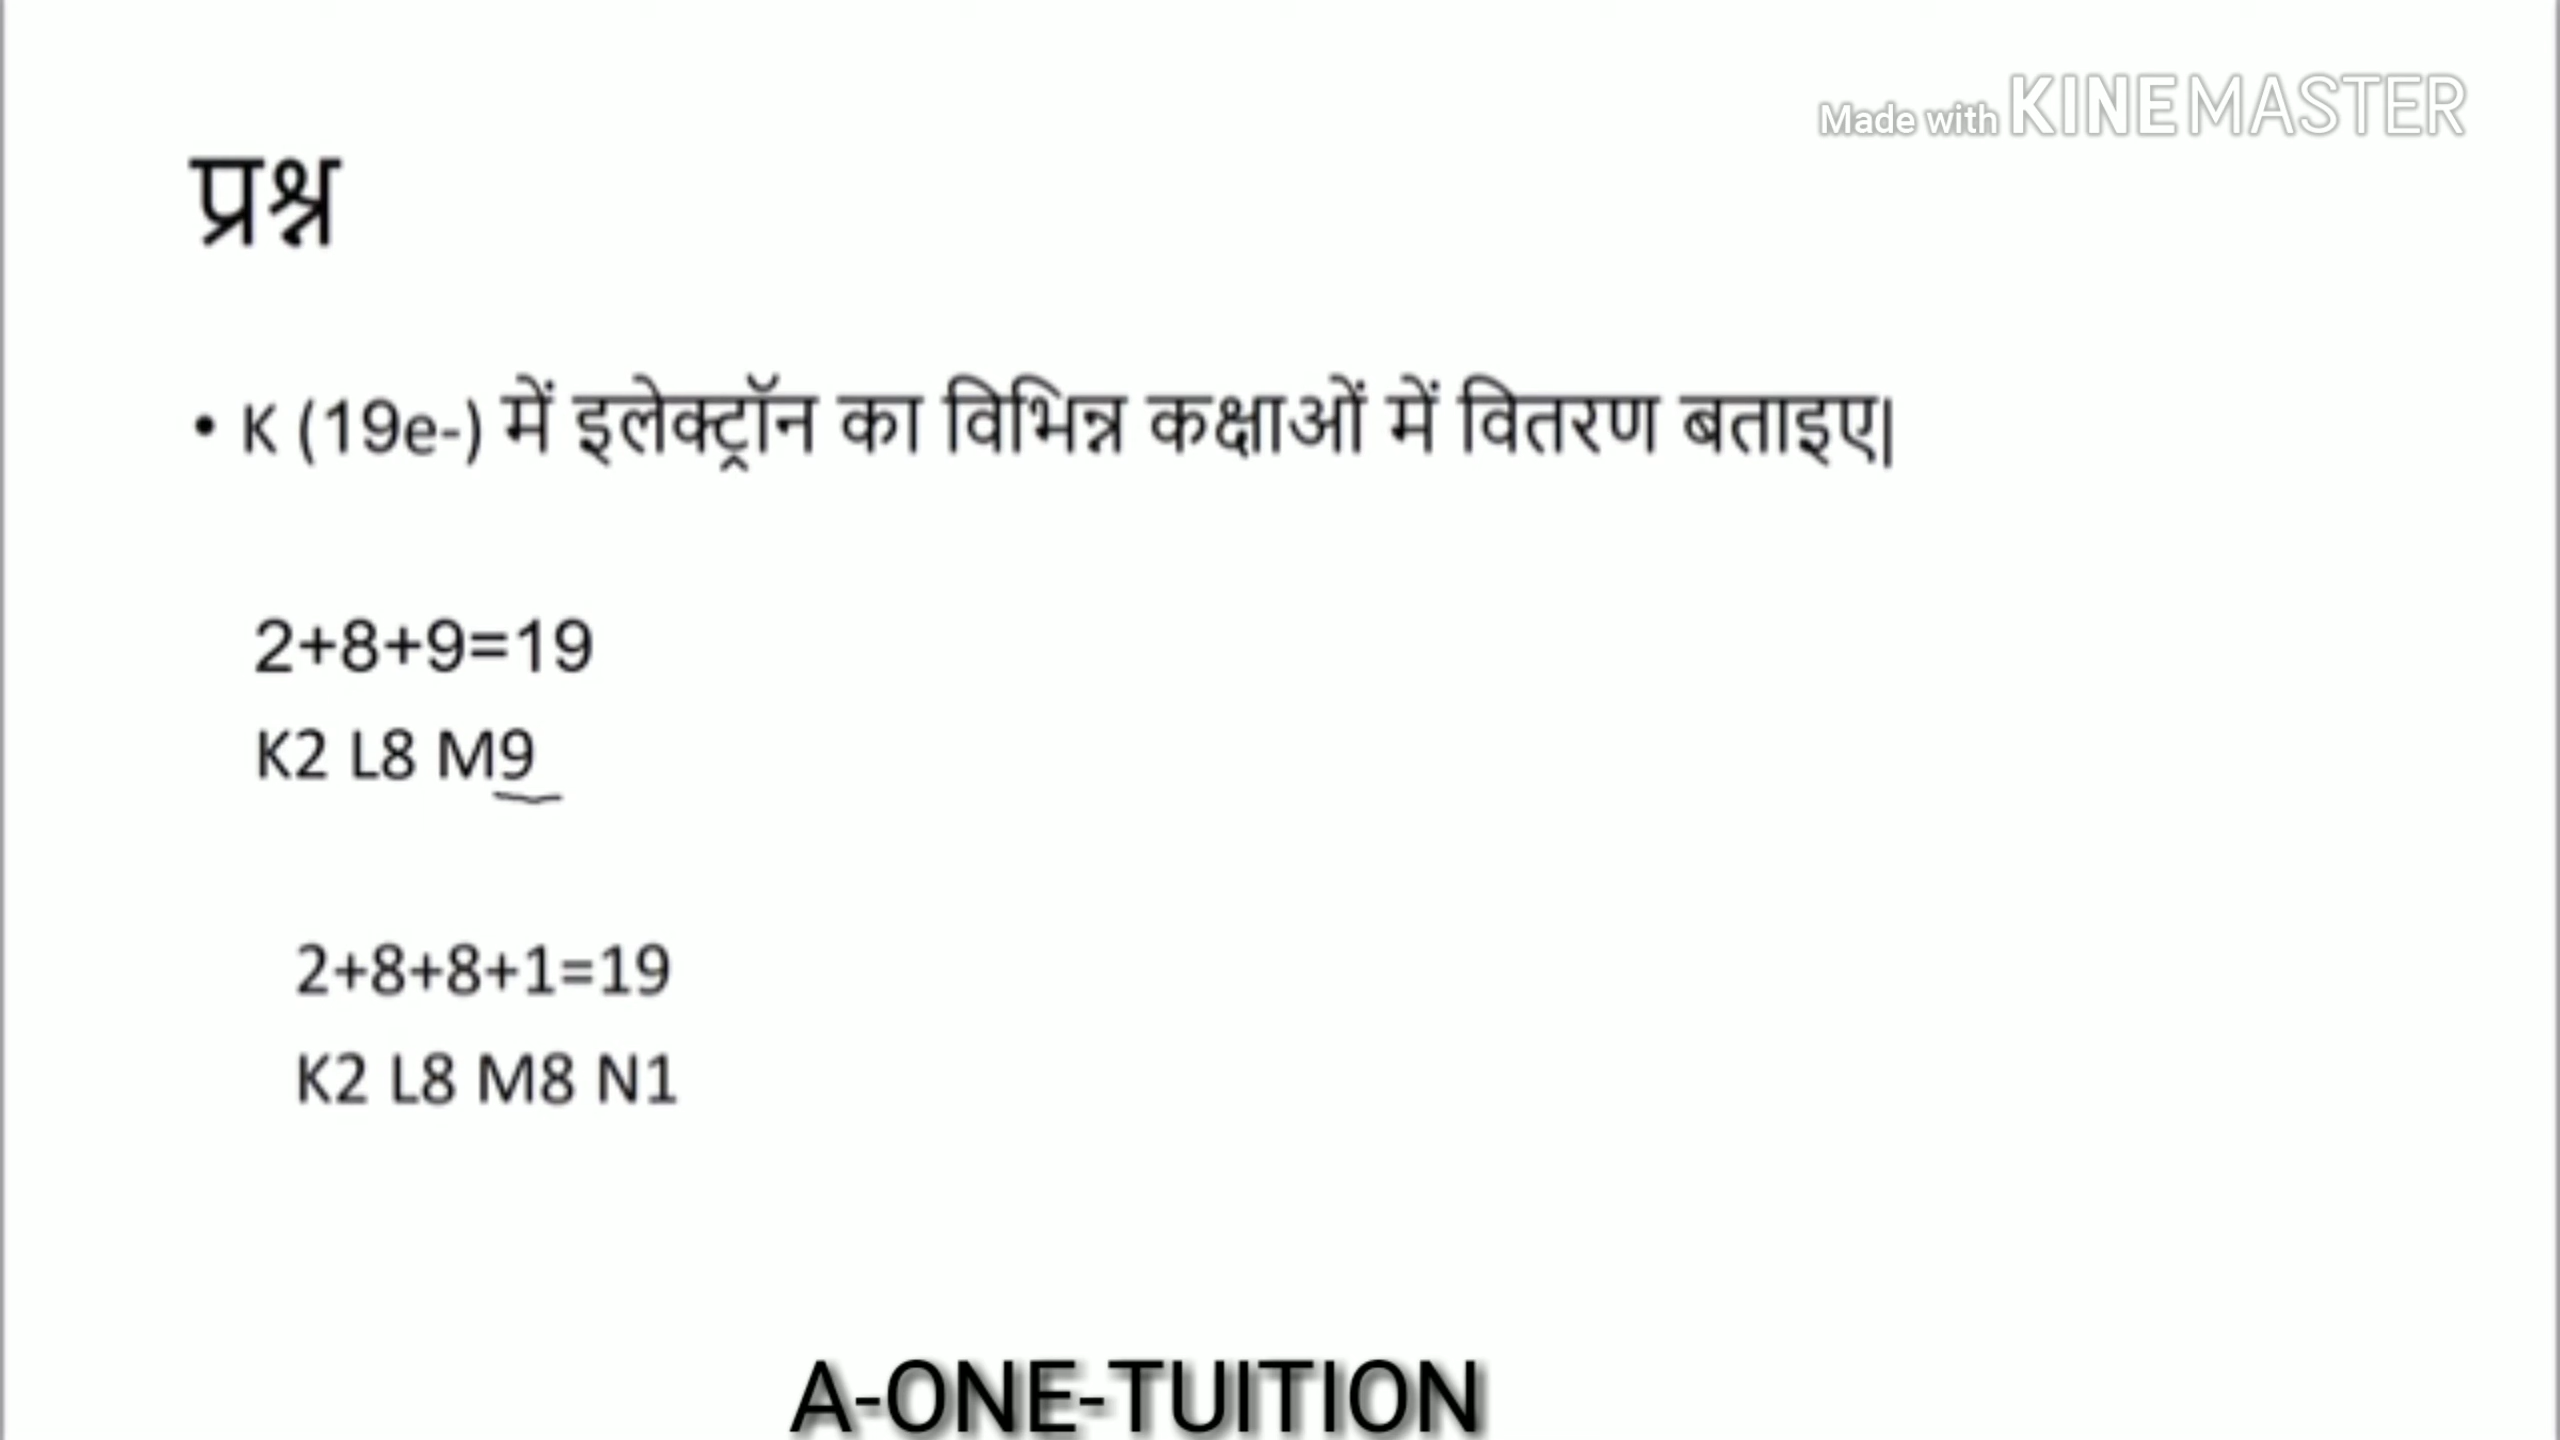 Made with KINEMASTER
प्रश्न
• K (19e-) में इलेक्ट्रॉन का विभिन्न कक्षाओं में वितरण बताइए|
2+8+9=19
K2 L8 M9
2+8+8+1=19
K2 L8 M8 N1
A-ONE-TUITION